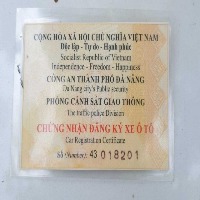 CỘNG HÒA XÃ HỘI CHỦ NGHĨA VIỆT NAM
Độc lập - Tự do - Hạnh phúc
Socialist Republic of Vietnam
Independence - Freedom - Happiness
CÔNG AN THÀNH PHỐ ĐÀ NẴNG
Da Nang city's Public security
PHÒNG CẢNH SÁT GIAO THÔNG
The traffic police Division
CHỨNG NHẬN ĐĂNG KÝ XE Ô TÔ
Car Registration Certificate
Số (Number): 43 018201